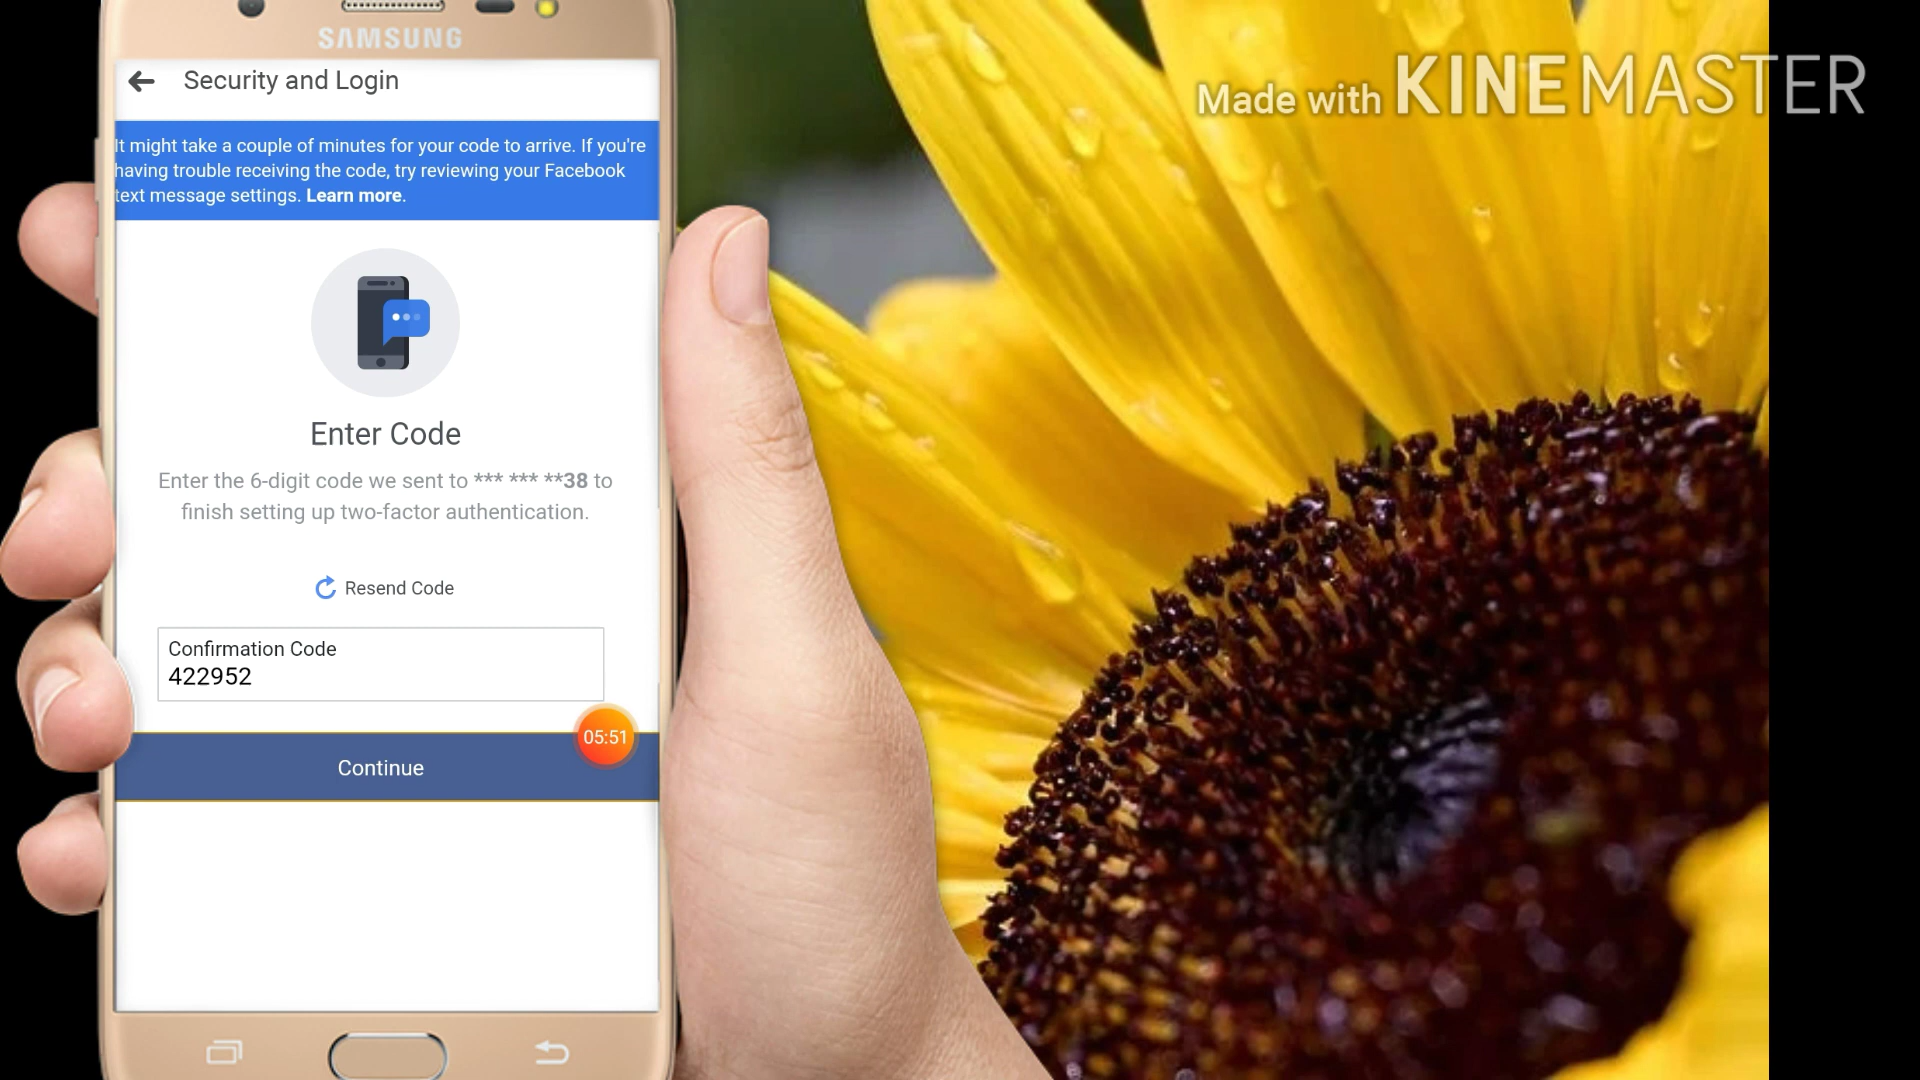 SAMSUNG
Security and Login
It might take a couple of minutes for your code to arrive. If you're
having trouble receiving the code, try reviewing your Facebook
text message settings. Learn more.
Enter Code
Enter the 6-digit code we sent to *** *** **38 to
finish setting up two-factor authentication.
Resend Code
Confirmation Code
422952
05:51
Continue
Made with KINEMASTER